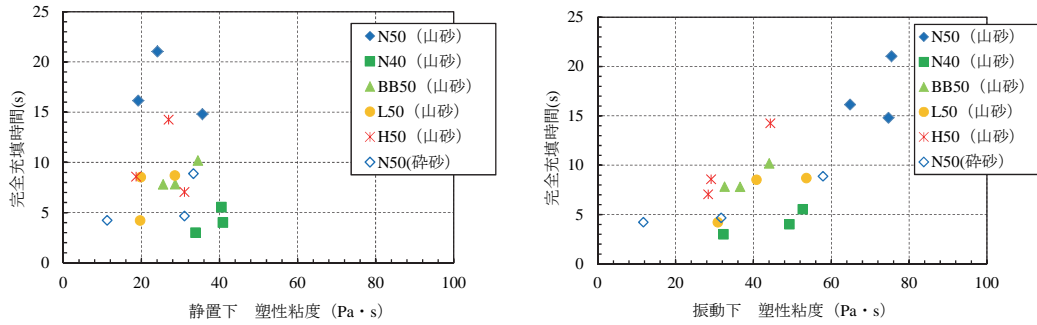 25
20
15
10
5
0
完全充填時間(s)
0 20 40 60 80 100
静置下 塑性粘度（Pa・s）
N50（山砂）
N40（山砂）
BB50（山砂）
L50（山砂）
H50（山砂）
N50(砕砂）
25
20
15
10
5
0
完全充填時間(s)
0 20 40 60 80 100
振動下 塑性粘度（Pa・s）
N50（山砂）
N40（山砂）
BB50（山砂）
L50（山砂）
H50（山砂）
N50(砕砂）